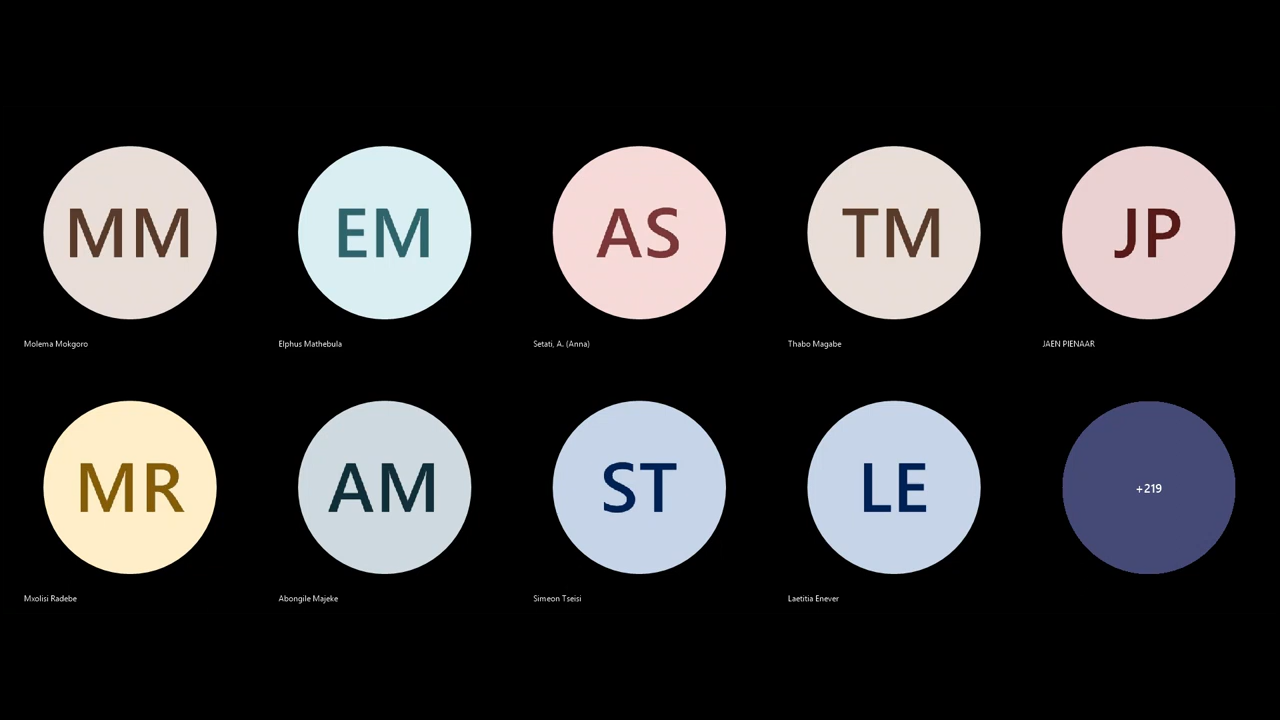 MM
EM
AS
TM
JP
Molema Mokgoro
Elphus Mathebula
Setati, A. (Anna)
Thabo Magabe
JAEN PIENAAR
MR
AM
ST
LE
+219
Mxolisi Radebe
Abongile Majeke
Simeon Tseisi
Laetitia Enever